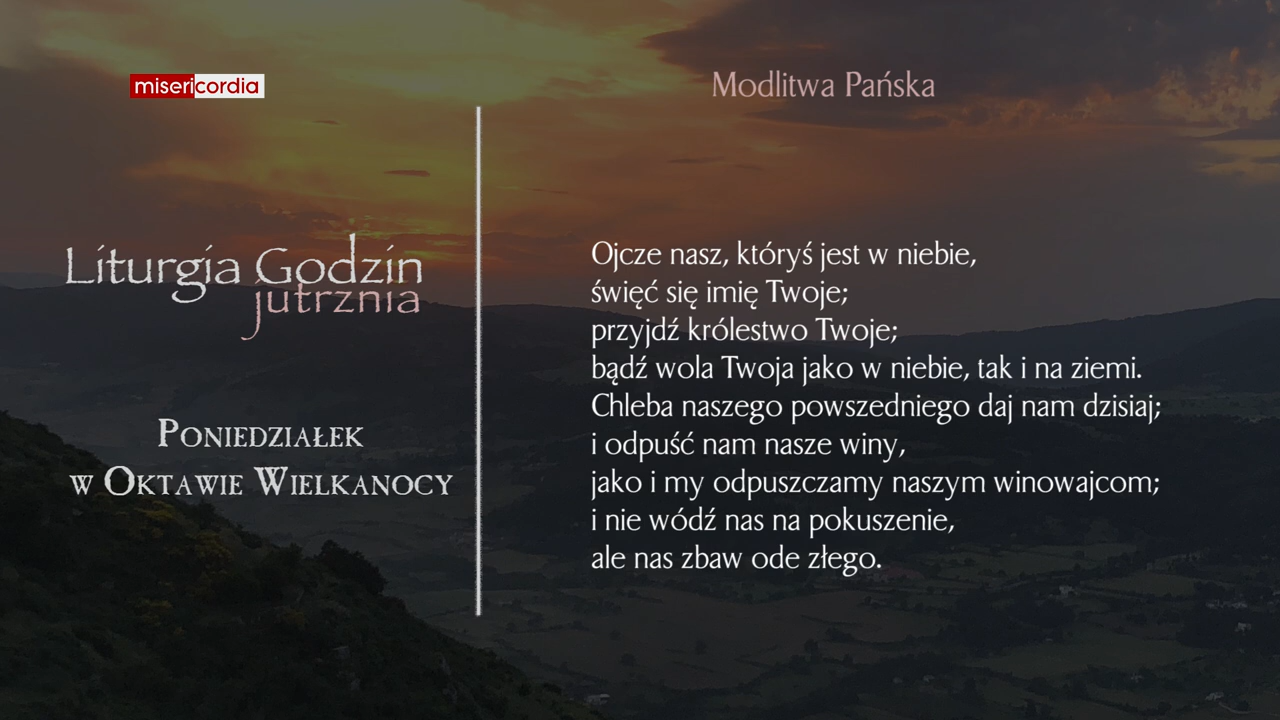 misericordia
Liturgia Godzin
jutrznia
Poniedziałek
w Oktawie Wielkanocy
Modlitwa Pańska
Ojcze nasz, któryś jest w niebie,
święć się imię Twoje;
przyjdź królestwo Twoje;
bądź wola Twoja jako w niebie, tak i na ziemi.
Chleba naszego powszedniego daj nam dzisiaj;
i odpuść nam nasze winy,
jako i my odpuszczamy naszym winowajcom;
i nie wódź nas na pokuszenie,
ale nas zbaw ode złego.